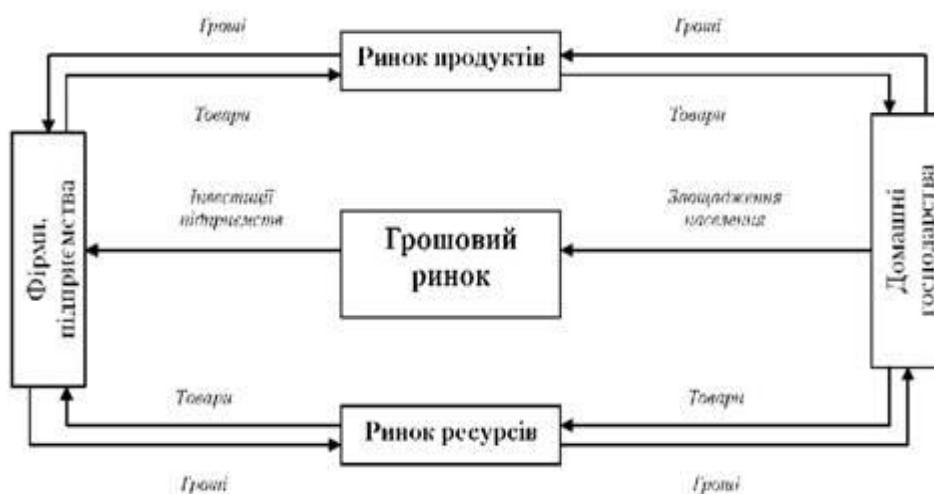 Гроші
Ринок продуктів
Гроші
Товари
Товари
Фірми,
підприємства
Інвестиції
підприємств
Грошовий
ринок
Злощадження
населення
Домашні
господарства
Товари
Ринок ресурсів
Товари
Гроші
Гроші